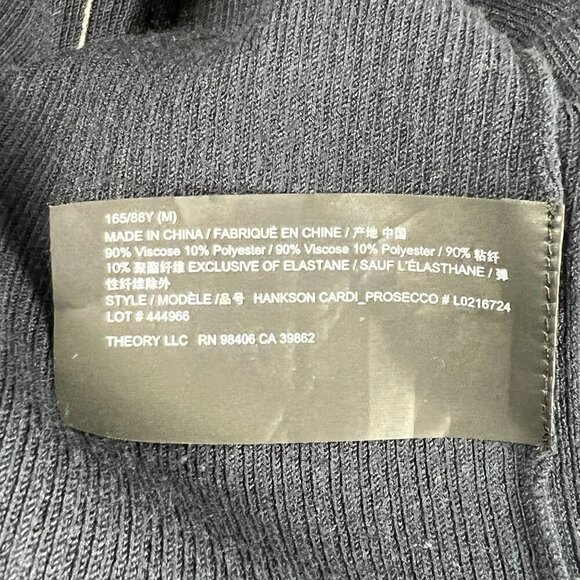 165/88Y (M)
MADE IN CHINA / FABRIQUÉ EN CHINE / 产地 中国
90% Viscose 10% Polyester / 90% Viscose 10% Polyester / 90% 粘纤
10% 聚酯纤维 EXCLUSIVE OF ELASTANE / SAUF L'ÉLASTHANE / 弹
性纤维除外
STYLE / MODÈLE /品号 HANKSON CARDI_PROSECCO # L0216724
LOT # 444966
THEORY LLC RN 98406 CA 39862